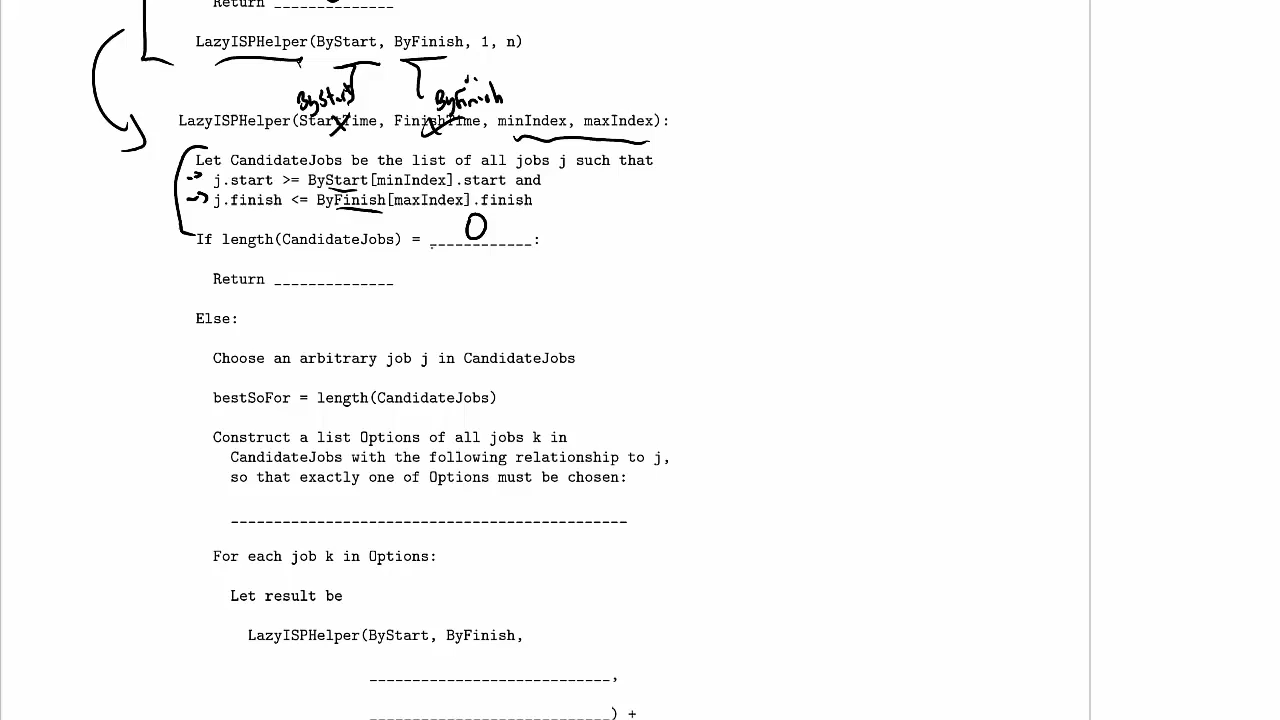 Return ______________
LazyISPHelper(ByStart, ByFinish, 1, n)
ByStart ByFinish
LazyISPHelper(StartTime, FinishTime, minIndex, maxIndex):
Let CandidateJobs be the list of all jobs j such that
j.start >= ByStart[minIndex].start and
j.finish <= ByFinish[maxIndex].finish
0
If length(CandidateJobs) = ____________:
Return ______________
Else:
Choose an arbitrary job j in CandidateJobs
bestSoFor = length(CandidateJobs)
Construct a list Options of all jobs k in
CandidateJobs with the following relationship to j,
so that exactly one of Options must be chosen:
______________________________________________
For each job k in Options:
Let result be
LazyISPHelper(ByStart, ByFinish,
____________________________,
____________________________) +